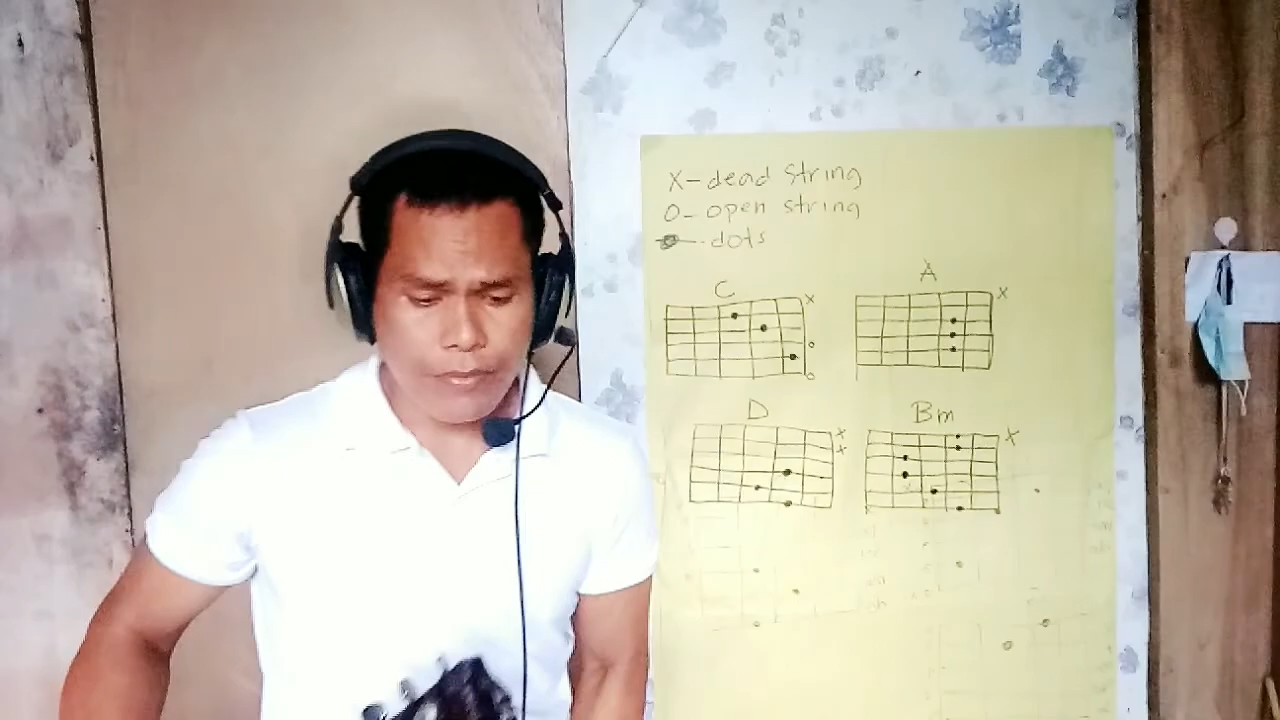 X-dead string
O-open string
-dots
C
A
X
X
o
o
D
Bm
X
X
X